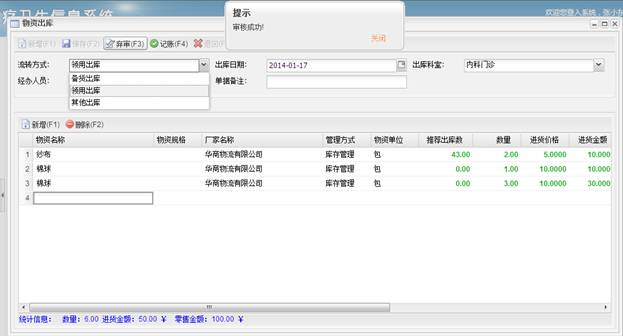 疗卫生信息系统
欢迎您登入系统，张小
提示
审核成功!
关闭
物资出库
新增(F1) 保存(F2) 弃审(F3) 记账(F4) 退回
流转方式: 领用出库 出库日期: 2014-01-17 出库科室: 内科门诊
备货出库
领用出库
其他出库
经办人员: 单据备注:
新增(F1) 删除(F2)
物资名称 物资规格 厂家名称 管理方式 物资单位 推荐出库数 数量 进货价格 进货金额
1 纱布 华商物流有限公司 库存管理 包 43.00 2.00 5.0000 10.000
2 棉球 华商物流有限公司 库存管理 包 0.00 1.00 10.0000 10.000
3 棉球 华商物流有限公司 库存管理 包 0.00 3.00 10.0000 30.000
4
统计信息: 数量: 6.00 进货金额: 50.00 ¥ 零售金额: 100.00 ¥